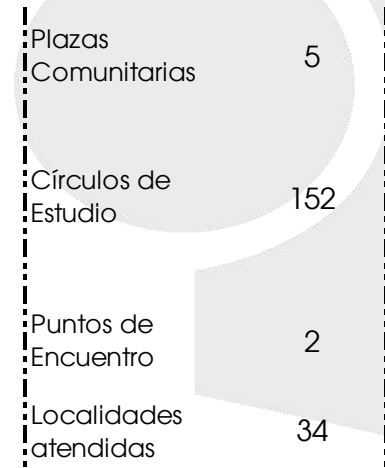 Plazas
Comunitarias 5
Círculos de
Estudio 152
Puntos de
Encuentro 2
Localidades
atendidas 34